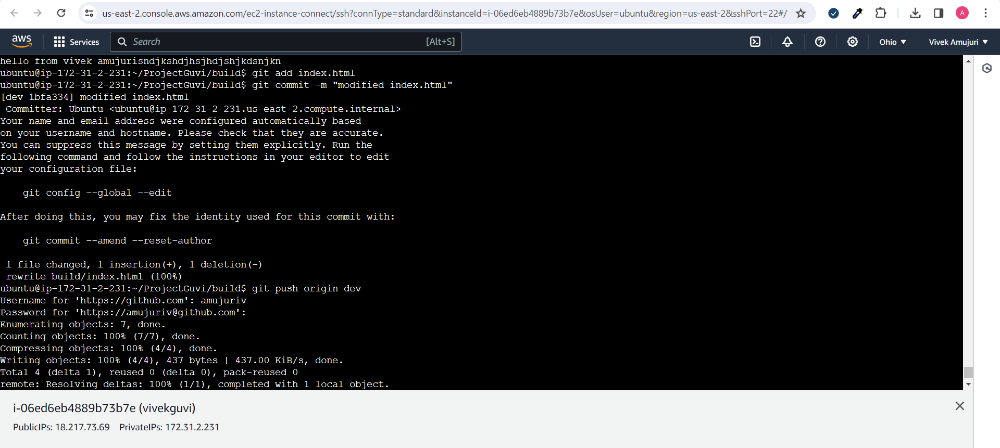 us-east-2.console.aws.amazon.com/ec2-instance-connect/ssh?connType=standard&instanceId=i-06ed6eb4889b73b7e&osUser=ubuntu&region=us-east-2&sshPort=22#/
A
aws
Services
Search
[Alt+S]
Ohio
Vivek Amujuri
hello from vivek amujurisndjkshdjhsjhdjshjkdsnjkn
ubuntu@ip-172-31-2-231:~/ProjectGuvi/build$ git add index.html
ubuntu@ip-172-31-2-231:~/ProjectGuvi/build$ git commit -m "modified index.html"
[dev 1bfa334] modified index.html
 Committer: Ubuntu <ubuntu@ip-172-31-2-231.us-east-2.compute.internal>
Your name and email address were configured automatically based
on your username and hostname. Please check that they are accurate.
You can suppress this message by setting them explicitly. Run the
following command and follow the instructions in your editor to edit
your configuration file:
    git config --global --edit
After doing this, you may fix the identity used for this commit with:
    git commit --amend --reset-author
 1 file changed, 1 insertion(+), 1 deletion(-)
 rewrite build/index.html (100%)
ubuntu@ip-172-31-2-231:~/ProjectGuvi/build$ git push origin dev
Username for 'https://github.com': amujuriv
Password for 'https://amujuriv@github.com':
Enumerating objects: 7, done.
Counting objects: 100% (7/7), done.
Compressing objects: 100% (4/4), done.
Writing objects: 100% (4/4), 437 bytes | 437.00 KiB/s, done.
Total 4 (delta 1), reused 0 (delta 0), pack-reused 0
remote: Resolving deltas: 100% (1/1), completed with 1 local object.
i-06ed6eb4889b73b7e (vivekguvi)
PublicIPs: 18.217.73.69    PrivateIPs: 172.31.2.231